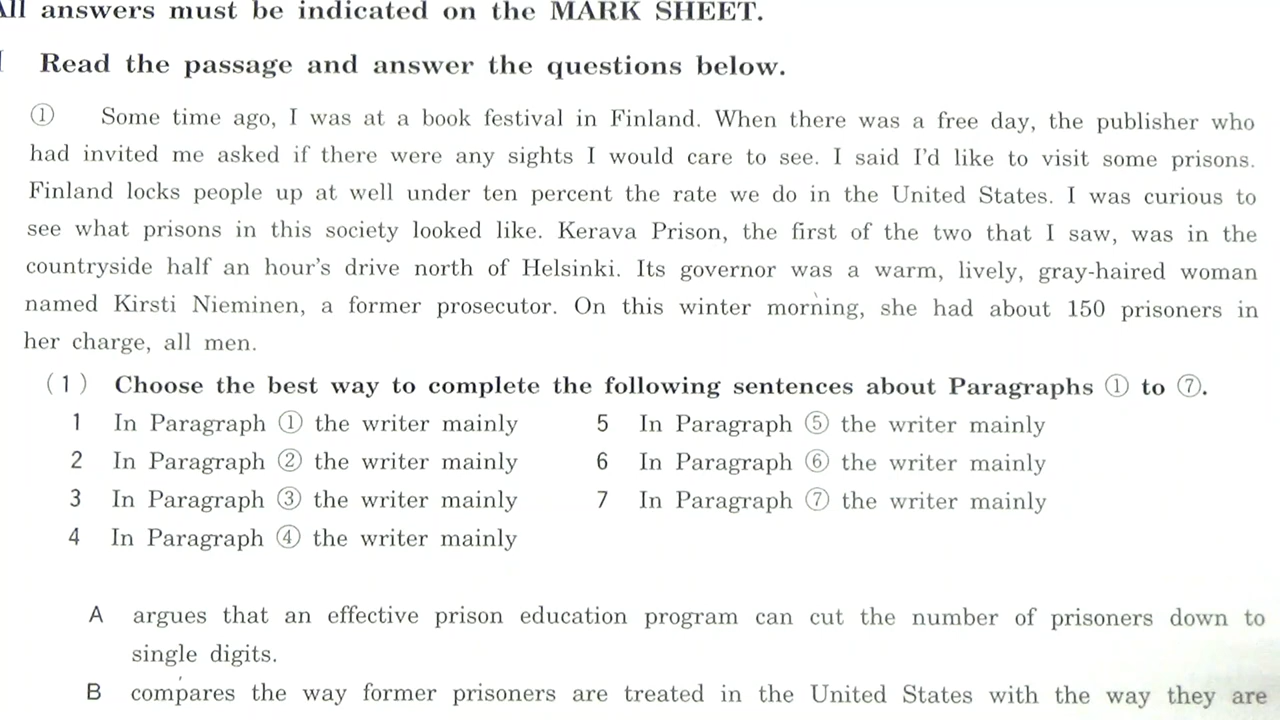 All answers must be indicated on the MARK SHEET.
Read the passage and answer the questions below.
① Some time ago, I was at a book festival in Finland. When there was a free day, the publisher who
had invited me asked if there were any sights I would care to see. I said I'd like to visit some prisons.
Finland locks people up at well under ten percent the rate we do in the United States. I was curious to
see what prisons in this society looked like. Kerava Prison, the first of the two that I saw, was in the
countryside half an hour's drive north of Helsinki. Its governor was a warm, lively, gray-haired woman
named Kirsti Nieminen, a former prosecutor. On this winter morning, she had about 150 prisoners in
her charge, all men.
(1) Choose the best way to complete the following sentences about Paragraphs ① to ⑦.
1 In Paragraph ① the writer mainly 5 In Paragraph ⑤ the writer mainly
2 In Paragraph ② the writer mainly 6 In Paragraph ⑥ the writer mainly
3 In Paragraph ③ the writer mainly 7 In Paragraph ⑦ the writer mainly
4 In Paragraph ④ the writer mainly
A argues that an effective prison education program can cut the number of prisoners down to
single digits.
B compares the way former prisoners are treated in the United States with the way they are